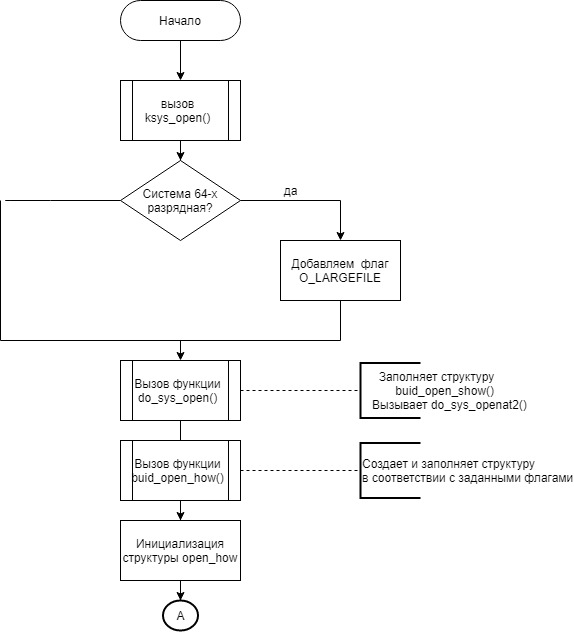 Начало
вызов
ksys_open()
Система 64-х
разрядная?
да
Добавляем флаг
O_LARGEFILE
Вызов функции
do_sys_open()
Заполняет структуру
buid_open_show()
Вызывает do_sys_openat2()
Вызов функции
buid_open_how()
Создает и заполняет структуру
в соответствии с заданными флагами
Инициализация
структуры open_how
A